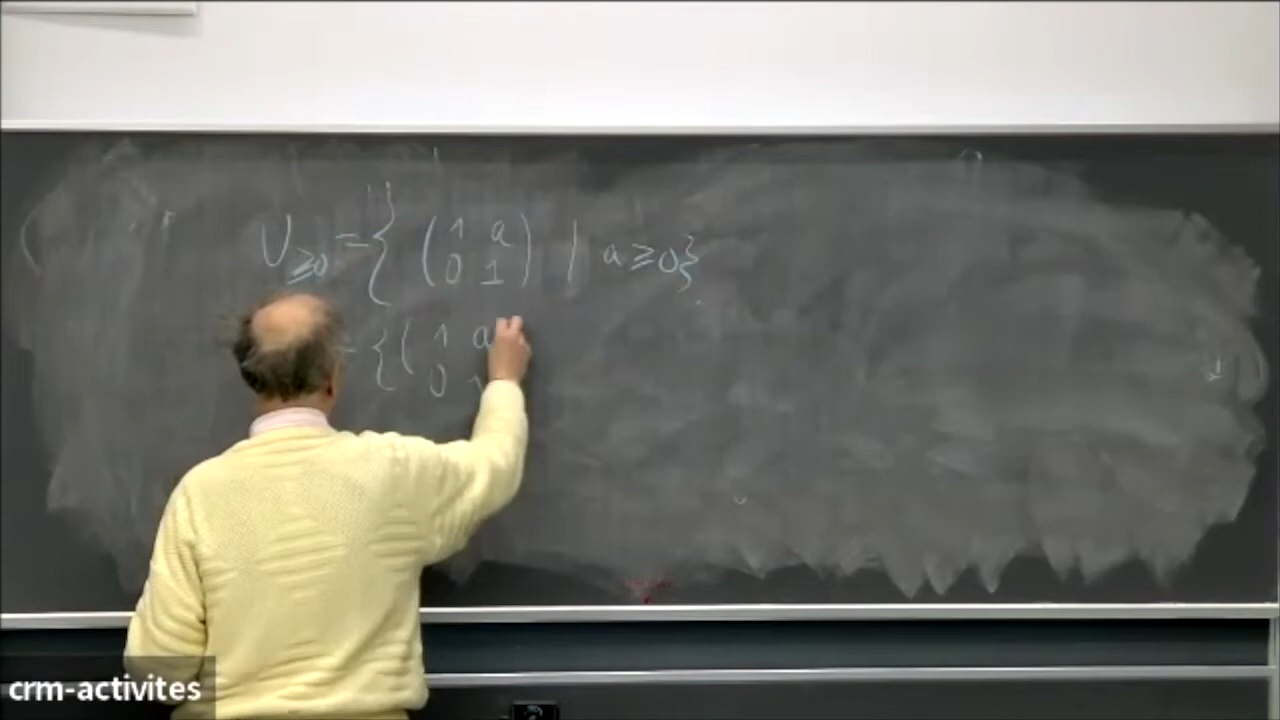 U≥0 = { ( 1 a ) | a ≥ 0 }
0 1
= { ( 1 a
0 1
crm-activites